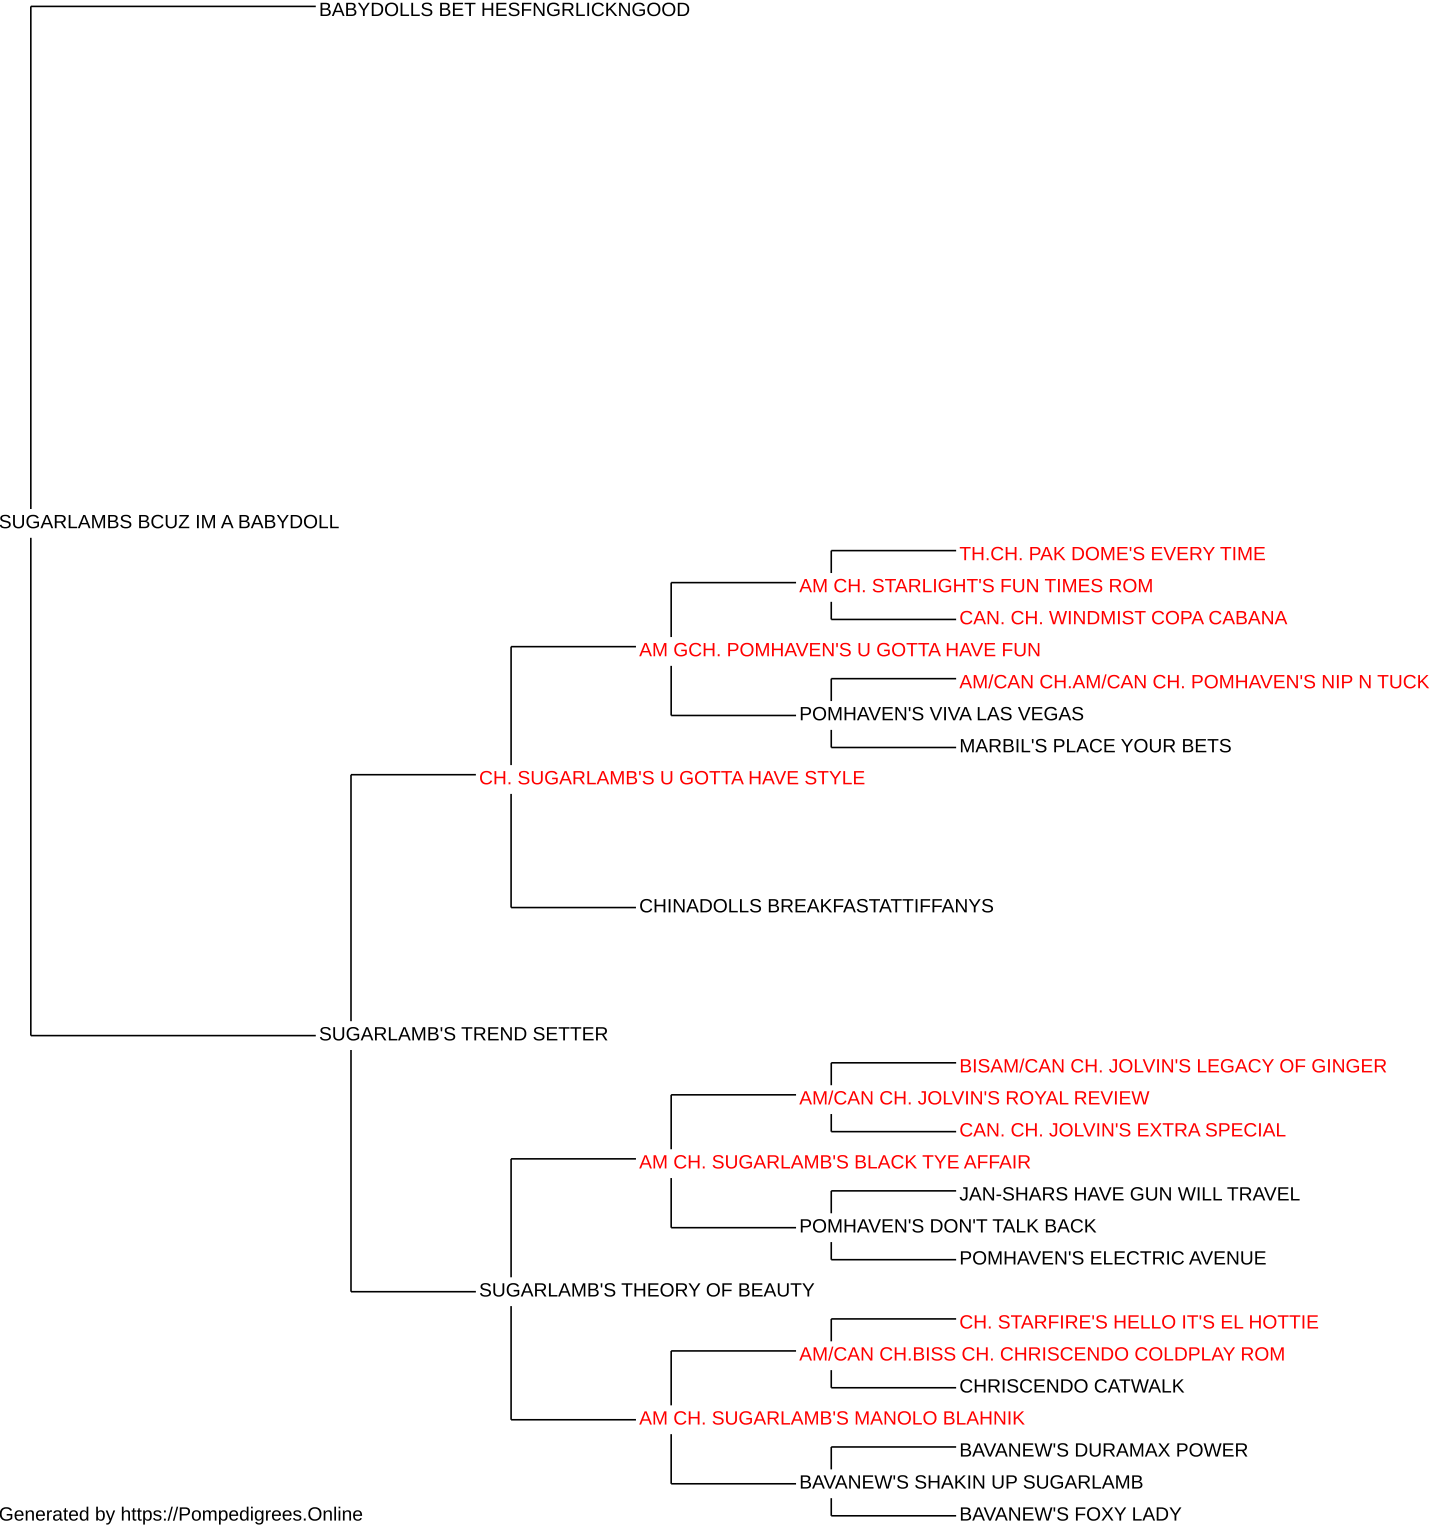 BABYDOLLS BET HESFNGRLICKNGOOD
SUGARLAMBS BCUZ IM A BABYDOLL
TH.CH. PAK DOME'S EVERY TIME
AM CH. STARLIGHT'S FUN TIMES ROM
CAN. CH. WINDMIST COPA CABANA
AM GCH. POMHAVEN'S U GOTTA HAVE FUN
AM/CAN CH.AM/CAN CH. POMHAVEN'S NIP N TUCK
POMHAVEN'S VIVA LAS VEGAS
MARBIL'S PLACE YOUR BETS
CH. SUGARLAMB'S U GOTTA HAVE STYLE
CHINADOLLS BREAKFASTATTIFFANYS
SUGARLAMB'S TREND SETTER
BISAM/CAN CH. JOLVIN'S LEGACY OF GINGER
AM/CAN CH. JOLVIN'S ROYAL REVIEW
CAN. CH. JOLVIN'S EXTRA SPECIAL
AM CH. SUGARLAMB'S BLACK TYE AFFAIR
JAN-SHARS HAVE GUN WILL TRAVEL
POMHAVEN'S DON'T TALK BACK
POMHAVEN'S ELECTRIC AVENUE
SUGARLAMB'S THEORY OF BEAUTY
CH. STARFIRE'S HELLO IT'S EL HOTTIE
AM/CAN CH.BISS CH. CHRISCENDO COLDPLAY ROM
CHRISCENDO CATWALK
AM CH. SUGARLAMB'S MANOLO BLAHNIK
BAVANEW'S DURAMAX POWER
BAVANEW'S SHAKIN UP SUGARLAMB
BAVANEW'S FOXY LADY
Generated by https://Pompedigrees.Online